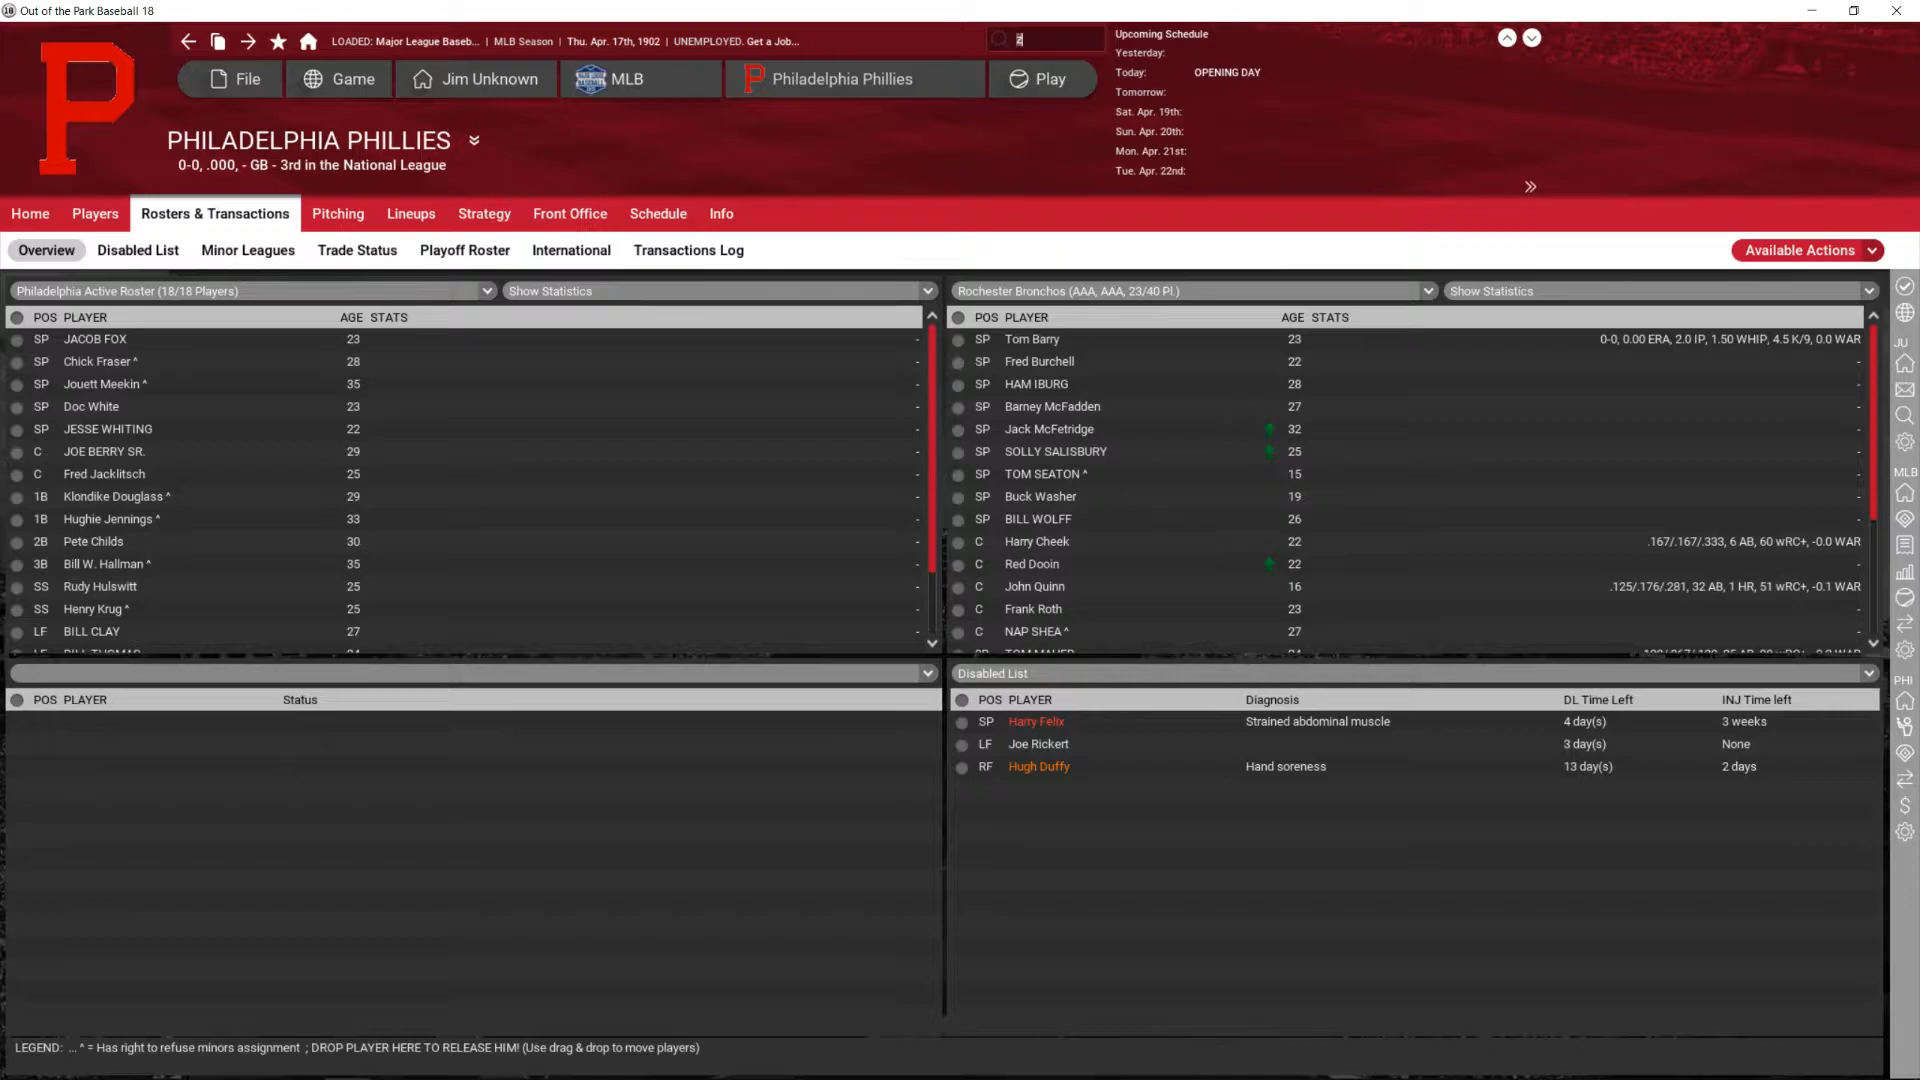 Out of the Park Baseball 18
LOADED: Major League Baseb... | MLB Season | Thu. Apr. 17th, 1902 | UNEMPLOYED. Get a Job...
z
Upcoming Schedule
Yesterday:
Today: OPENING DAY
Tomorrow:
Sat. Apr. 19th:
Sun. Apr. 20th:
Mon. Apr. 21st:
Tue. Apr. 22nd:
File Game Jim Unknown MLB Philadelphia Phillies Play
PHILADELPHIA PHILLIES
0-0, .000, - GB - 3rd in the National League
Home Players Rosters & Transactions Pitching Lineups Strategy Front Office Schedule Info
Overview Disabled List Minor Leagues Trade Status Playoff Roster International Transactions Log Available Actions
Philadelphia Active Roster (18/18 Players) Show Statistics
POS PLAYER AGE STATS
SP JACOB FOX 23 -
SP Chick Fraser ^ 28 -
SP Jouett Meekin ^ 35 -
SP Doc White 23 -
SP JESSE WHITING 22 -
C JOE BERRY SR. 29 -
C Fred Jacklitsch 25 -
1B Klondike Douglass ^ 29 -
1B Hughie Jennings ^ 33 -
2B Pete Childs 30 -
3B Bill W. Hallman ^ 35 -
SS Rudy Hulswitt 25 -
SS Henry Krug ^ 25 -
LF BILL CLAY 27 -
Rochester Bronchos (AAA, AAA, 23/40 Pl.) Show Statistics
POS PLAYER AGE STATS
SP Tom Barry 23 0-0, 0.00 ERA, 2.0 IP, 1.50 WHIP, 4.5 K/9, 0.0 WAR
SP Fred Burchell 22 -
SP HAM IBURG 28 -
SP Barney McFadden 27 -
SP Jack McFetridge 32 -
SP SOLLY SALISBURY 25 -
SP TOM SEATON ^ 15 -
SP Buck Washer 19 -
SP BILL WOLFF 26 -
C Harry Cheek 22 .167/.167/.333, 6 AB, 60 wRC+, -0.0 WAR
C Red Dooin 22 -
C John Quinn 16 .125/.176/.281, 32 AB, 1 HR, 51 wRC+, -0.1 WAR
C Frank Roth 23 -
C NAP SHEA ^ 27 -
POS PLAYER Status
Disabled List
POS PLAYER Diagnosis DL Time Left INJ Time left
SP Harry Felix Strained abdominal muscle 4 day(s) 3 weeks
LF Joe Rickert 3 day(s) None
RF Hugh Duffy Hand soreness 13 day(s) 2 days
JU
MLB
PHI
LEGEND: ... ^ = Has right to refuse minors assignment ; DROP PLAYER HERE TO RELEASE HIM! (Use drag & drop to move players)